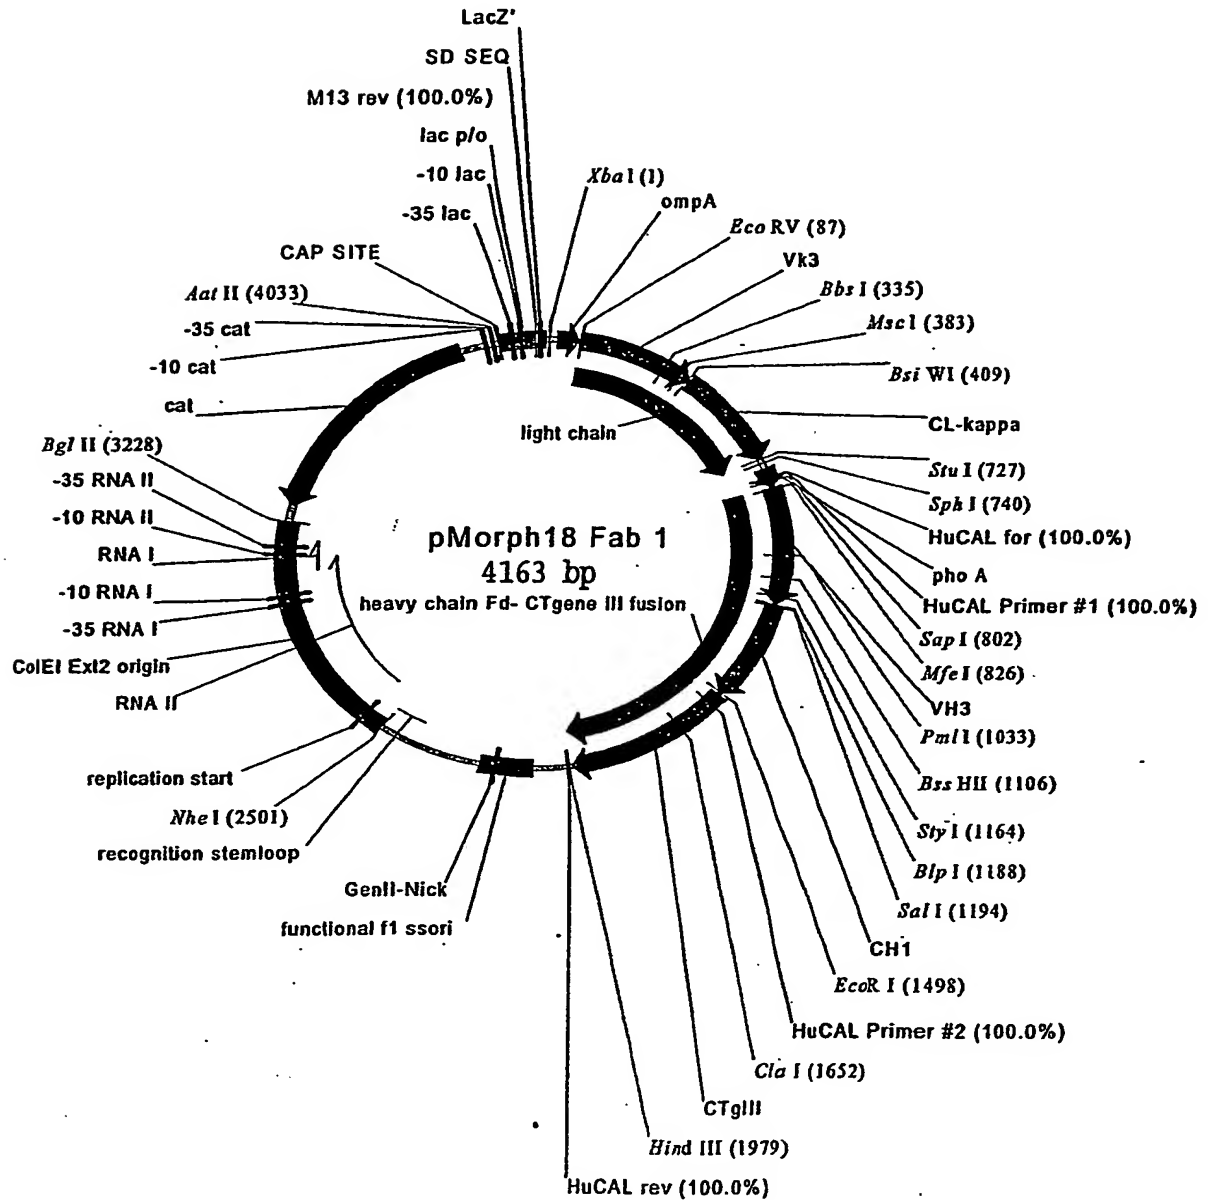 LacZ'
SD SEQ
M13 rev (100.0%)
lac p/o
-10 lac
-35 lac
CAP SITE
Aat II (4033)
-35 cat
-10 cat
cat
Bgl II (3228)
-35 RNA II
-10 RNA II
RNA I
-10 RNA I
-35 RNA I
ColEI Ext2 origin
RNA II
replication start
Nhe I (2501)
recognition stemloop
GenII-Nick
functional f1 ssori
XbaI (1)
ompA
Eco RV (87)
Vk3
Bbs I (335)
MscI (383)
Bsi WI (409)
CL-kappa
Stu I (727)
Sph I (740)
HuCAL for (100.0%)
pho A
HuCAL Primer #1 (100.0%)
Sap I (802)
Mfe I (826)
VH3
PmlI (1033)
Bss HII (1106)
Sty I (1164)
Blp I (1188)
Sal I (1194)
CH1
EcoR I (1498)
HuCAL Primer #2 (100.0%)
Cla I (1652)
CTgIII
Hind III (1979)
HuCAL rev (100.0%)
light chain
pMorph18 Fab 1
4163 bp
heavy chain Fd- CTgene III fusion